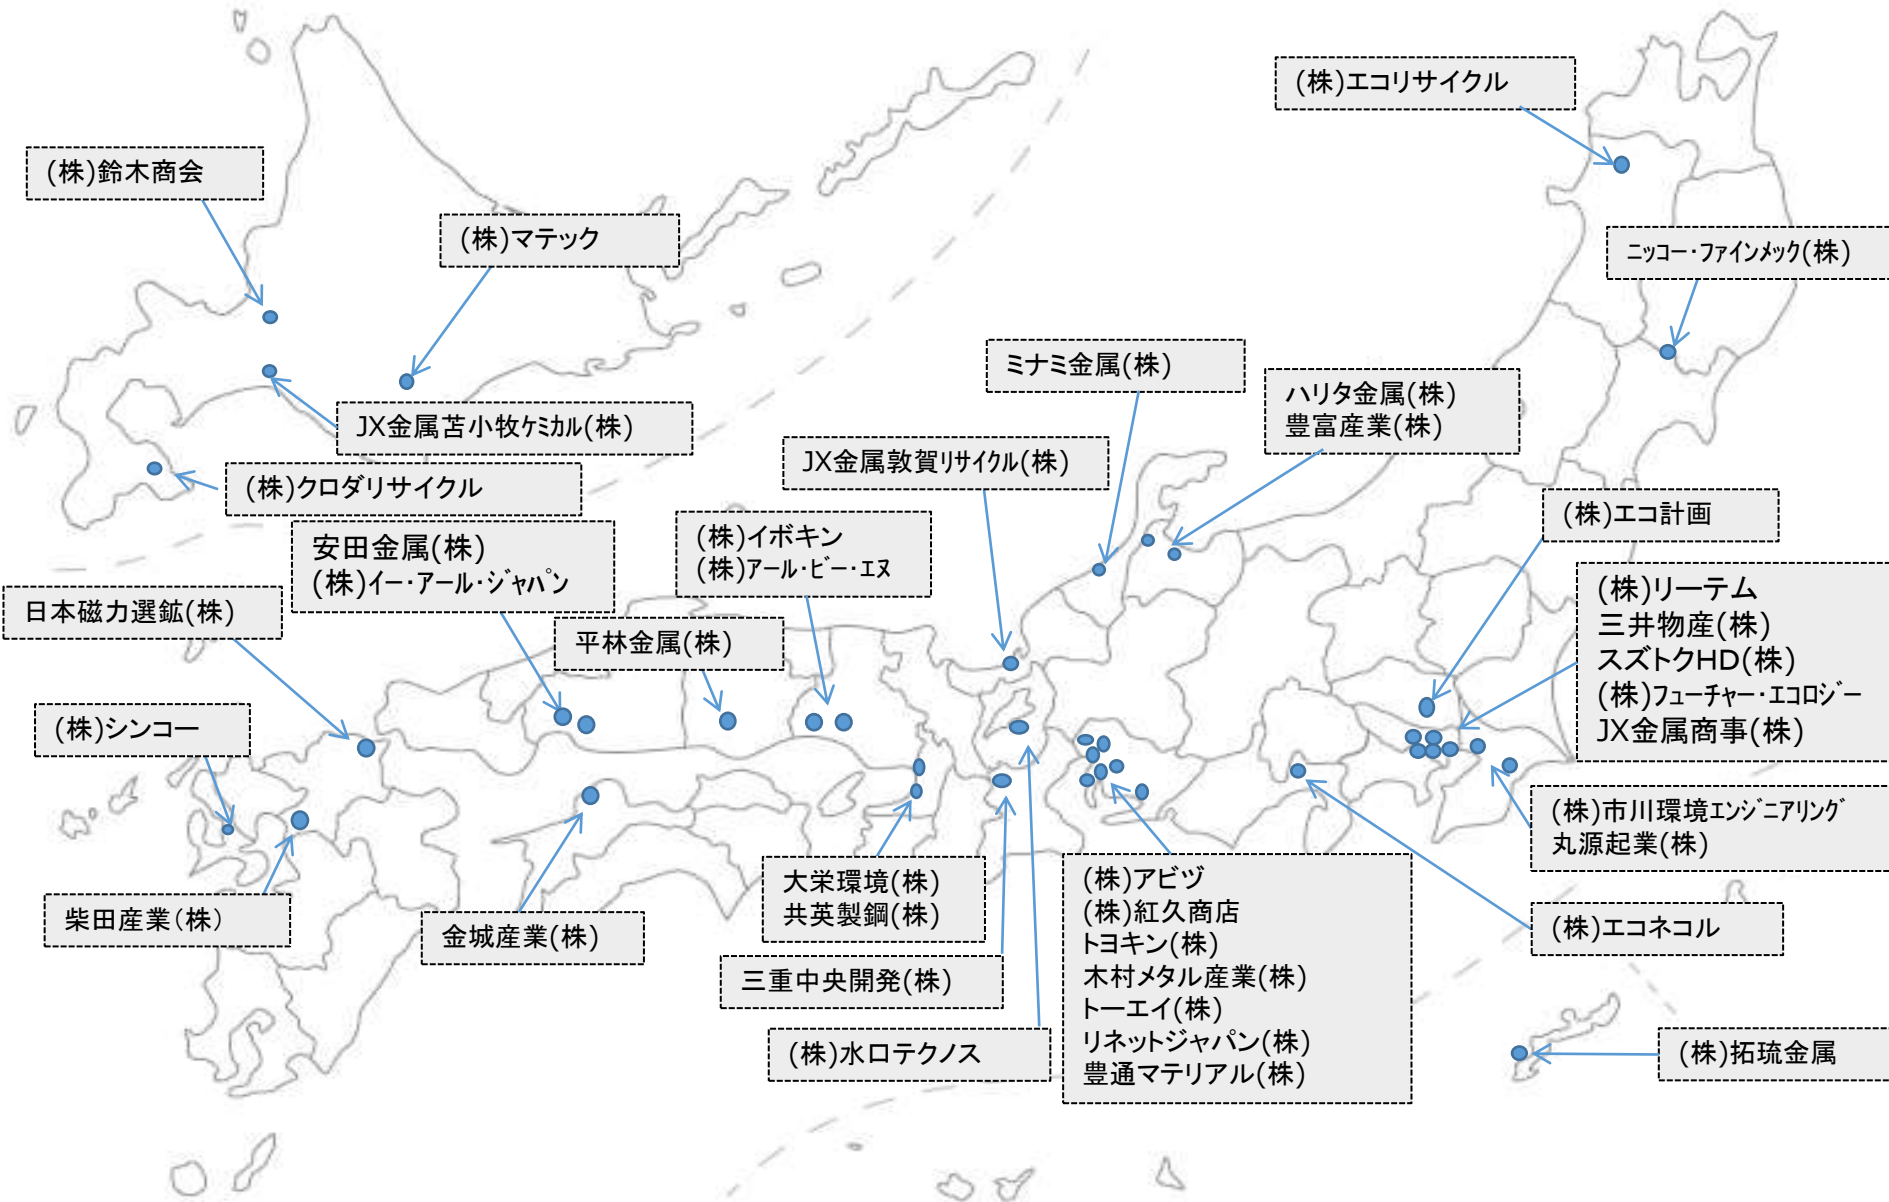 (株)エコリサイクル
(株)鈴木商会
(株)マテック
ニッコー・ファインメック(株)
ミナミ金属(株)
ハリタ金属(株)
豊富産業(株)
JX金属苫小牧ケミカル(株)
JX金属敦賀リサイクル(株)
(株)クロダリサイクル
(株)エコ計画
安田金属(株)
(株)イー・アール・ジャパン
(株)イボキン
(株)アール・ビー・エヌ
日本磁力選鉱(株)
平林金属(株)
(株)リーテム
三井物産(株)
スズトクHD(株)
(株)フューチャー・エコロジー
JX金属商事(株)
(株)シンコー
(株)市川環境エンジニアリング
丸源起業(株)
大栄環境(株)
共英製鋼(株)
(株)アビヅ
(株)紅久商店
トヨキン(株)
木村メタル産業(株)
トーエイ(株)
リネットジャパン(株)
豊通マテリアル(株)
柴田産業(株)
金城産業(株)
(株)エコネコル
三重中央開発(株)
(株)水口テクノス
(株)拓琉金属